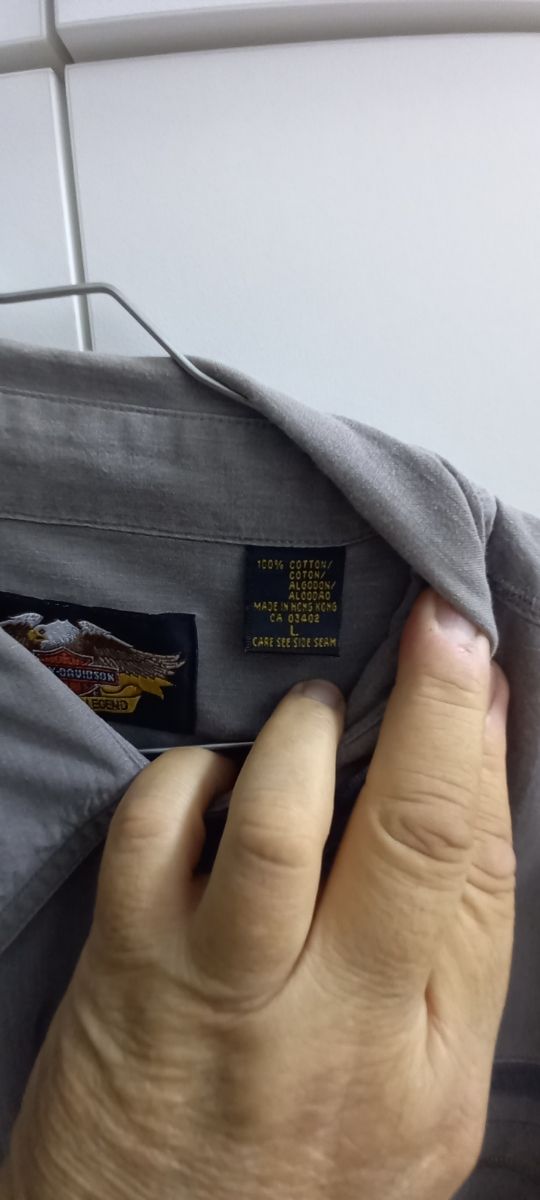 100% COTTON/
COTON/
ALGODON/
ALGODAO
MADE IN HONG KONG
CA 03402
L
CARE SEE SIDE SEAM
Y-DAVIDSON
LEGEND